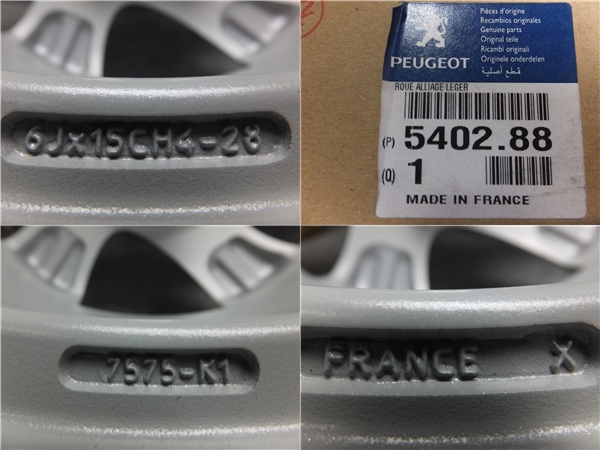 6Jx15CH4-28
PEUGEOT
Pièces d'origine
Recambios originales
Genuine parts
Original teile
Ricambi originali
Originele onderdelen
قطع أصلية
ROUE ALLIAGE LEGER
(P) 5402.88
(Q) 1
MADE IN FRANCE
7575-K1
FRANCE X